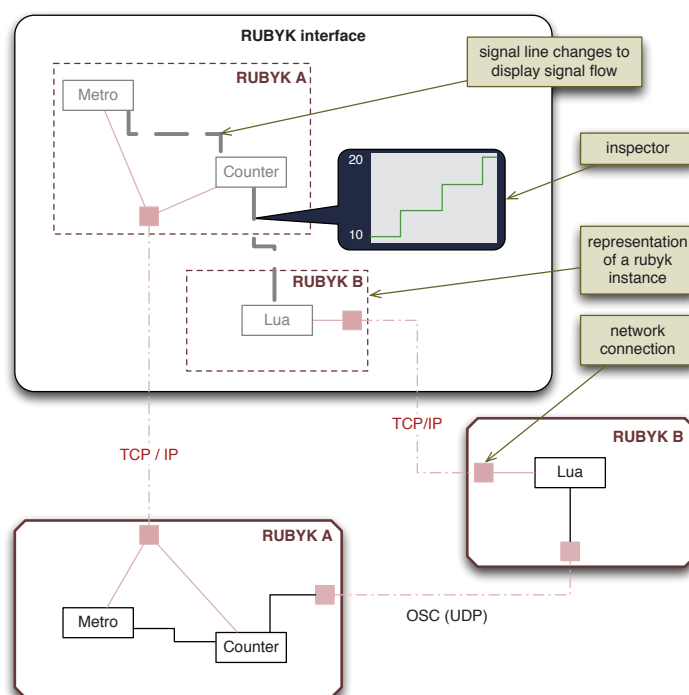 RUBYK interface
signal line changes to
display signal flow
RUBYK A
Metro
Counter
20
10
inspector
representation
of a rubyk
instance
RUBYK B
Lua
network
connection
TCP / IP
TCP/IP
RUBYK B
Lua
RUBYK A
Metro
Counter
OSC (UDP)